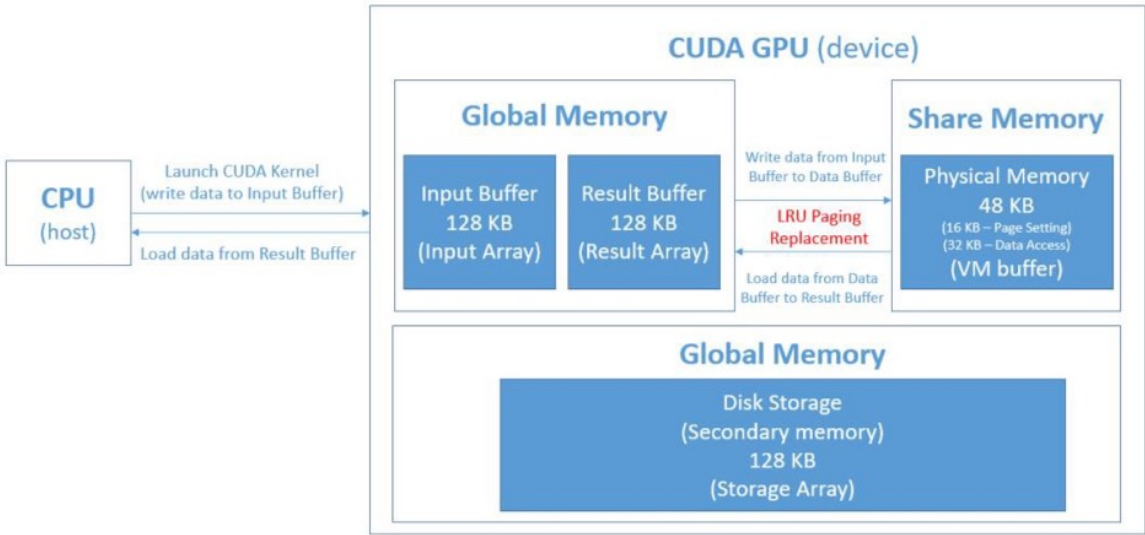 CUDA GPU (device)
Global Memory
Share Memory
CPU
(host)
Launch CUDA Kernel
(write data to Input Buffer)
Load data from Result Buffer
Input Buffer
128 KB
(Input Array)
Result Buffer
128 KB
(Result Array)
Write data from Input
Buffer to Data Buffer
LRU Paging
Replacement
Load data from Data
Buffer to Result Buffer
Physical Memory
48 KB
(16 KB – Page Setting)
(32 KB – Data Access)
(VM buffer)
Global Memory
Disk Storage
(Secondary memory)
128 KB
(Storage Array)